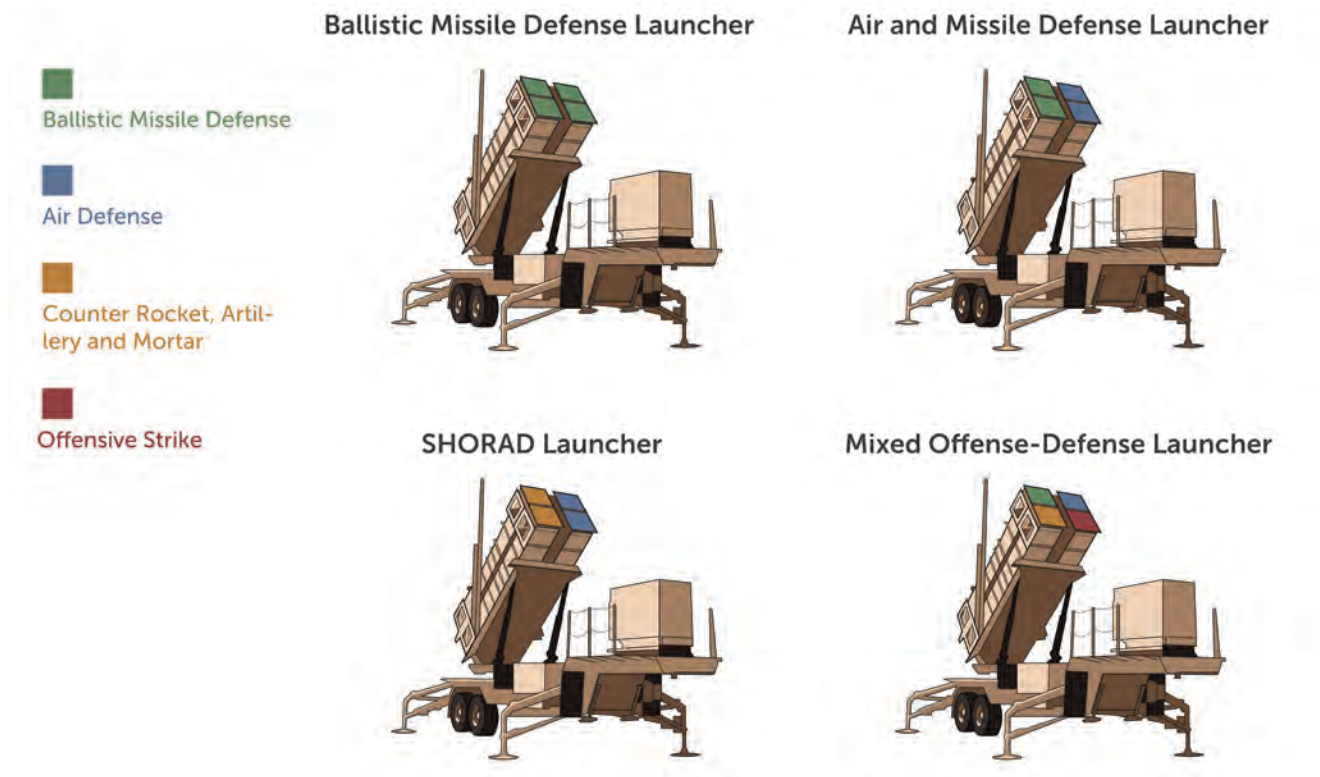 Ballistic Missile Defense Launcher
Air and Missile Defense Launcher
Ballistic Missile Defense
Air Defense
Counter Rocket, Artil-
lery and Mortar
Offensive Strike
SHORAD Launcher
Mixed Offense-Defense Launcher